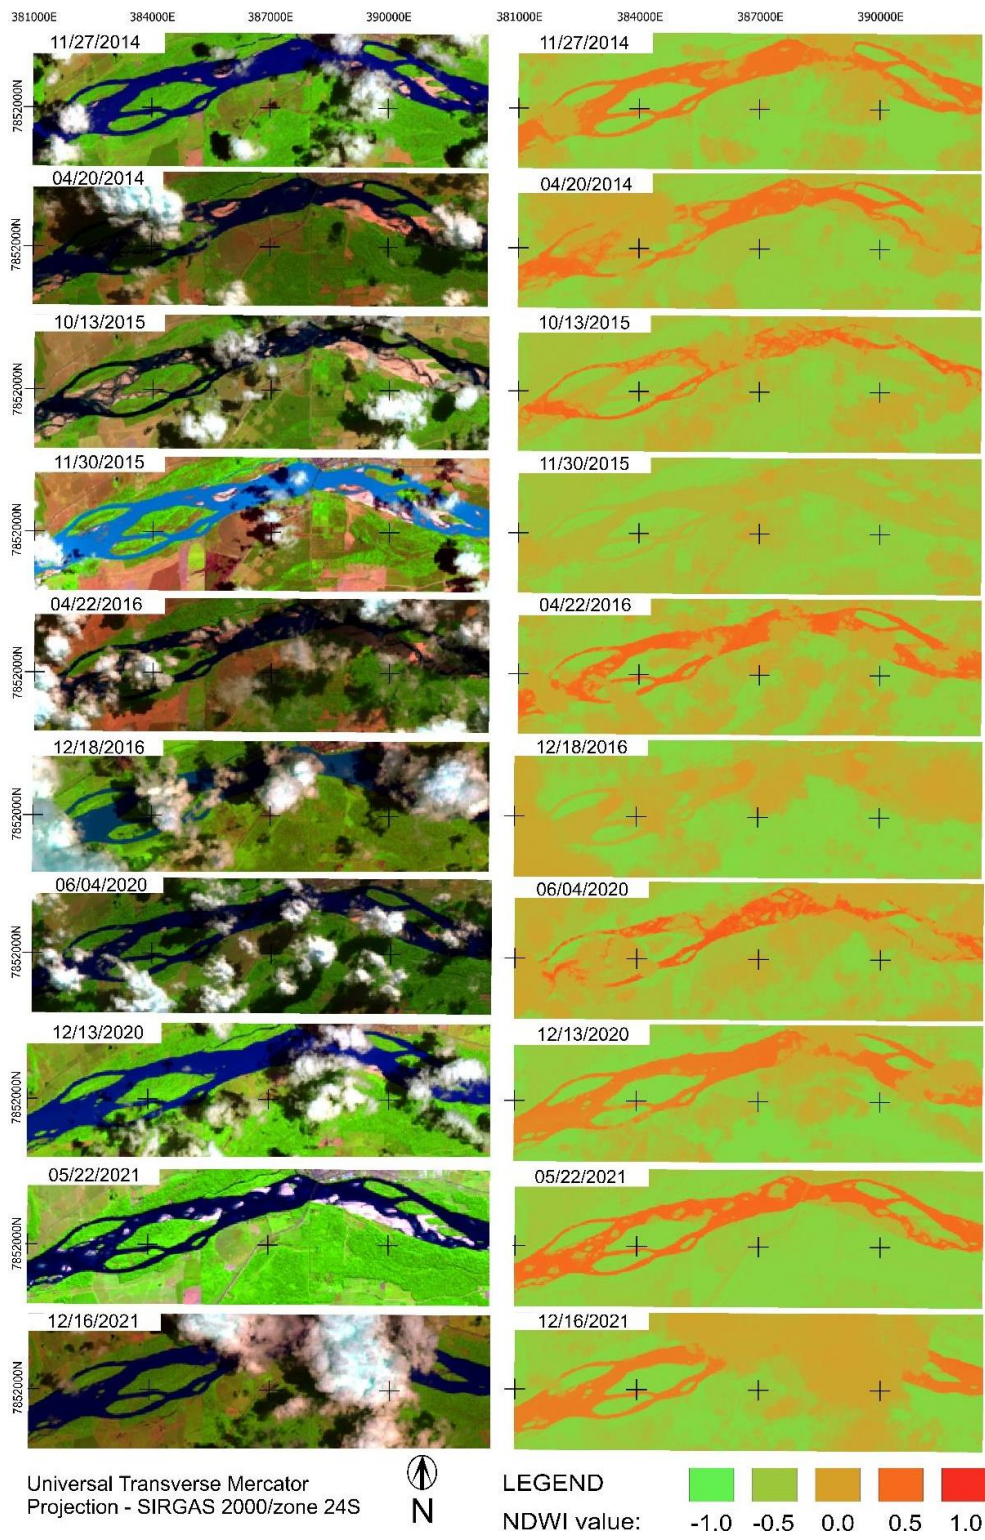 381000E 384000E 387000E 390000E 381000E 384000E 387000E 390000E
11/27/2014 11/27/2014
7852000N
04/20/2014 04/20/2014
7852000N
10/13/2015 10/13/2015
7852000N
11/30/2015 11/30/2015
7852000N
04/22/2016 04/22/2016
7852000N
12/18/2016 12/18/2016
7852000N
06/04/2020 06/04/2020
7852000N
12/13/2020 12/13/2020
7852000N
05/22/2021 05/22/2021
7852000N
12/16/2021 12/16/2021
7852000N
Universal Transverse Mercator
Projection - SIRGAS 2000/zone 24S
N
LEGEND
NDWI value: -1.0 -0.5 0.0 0.5 1.0